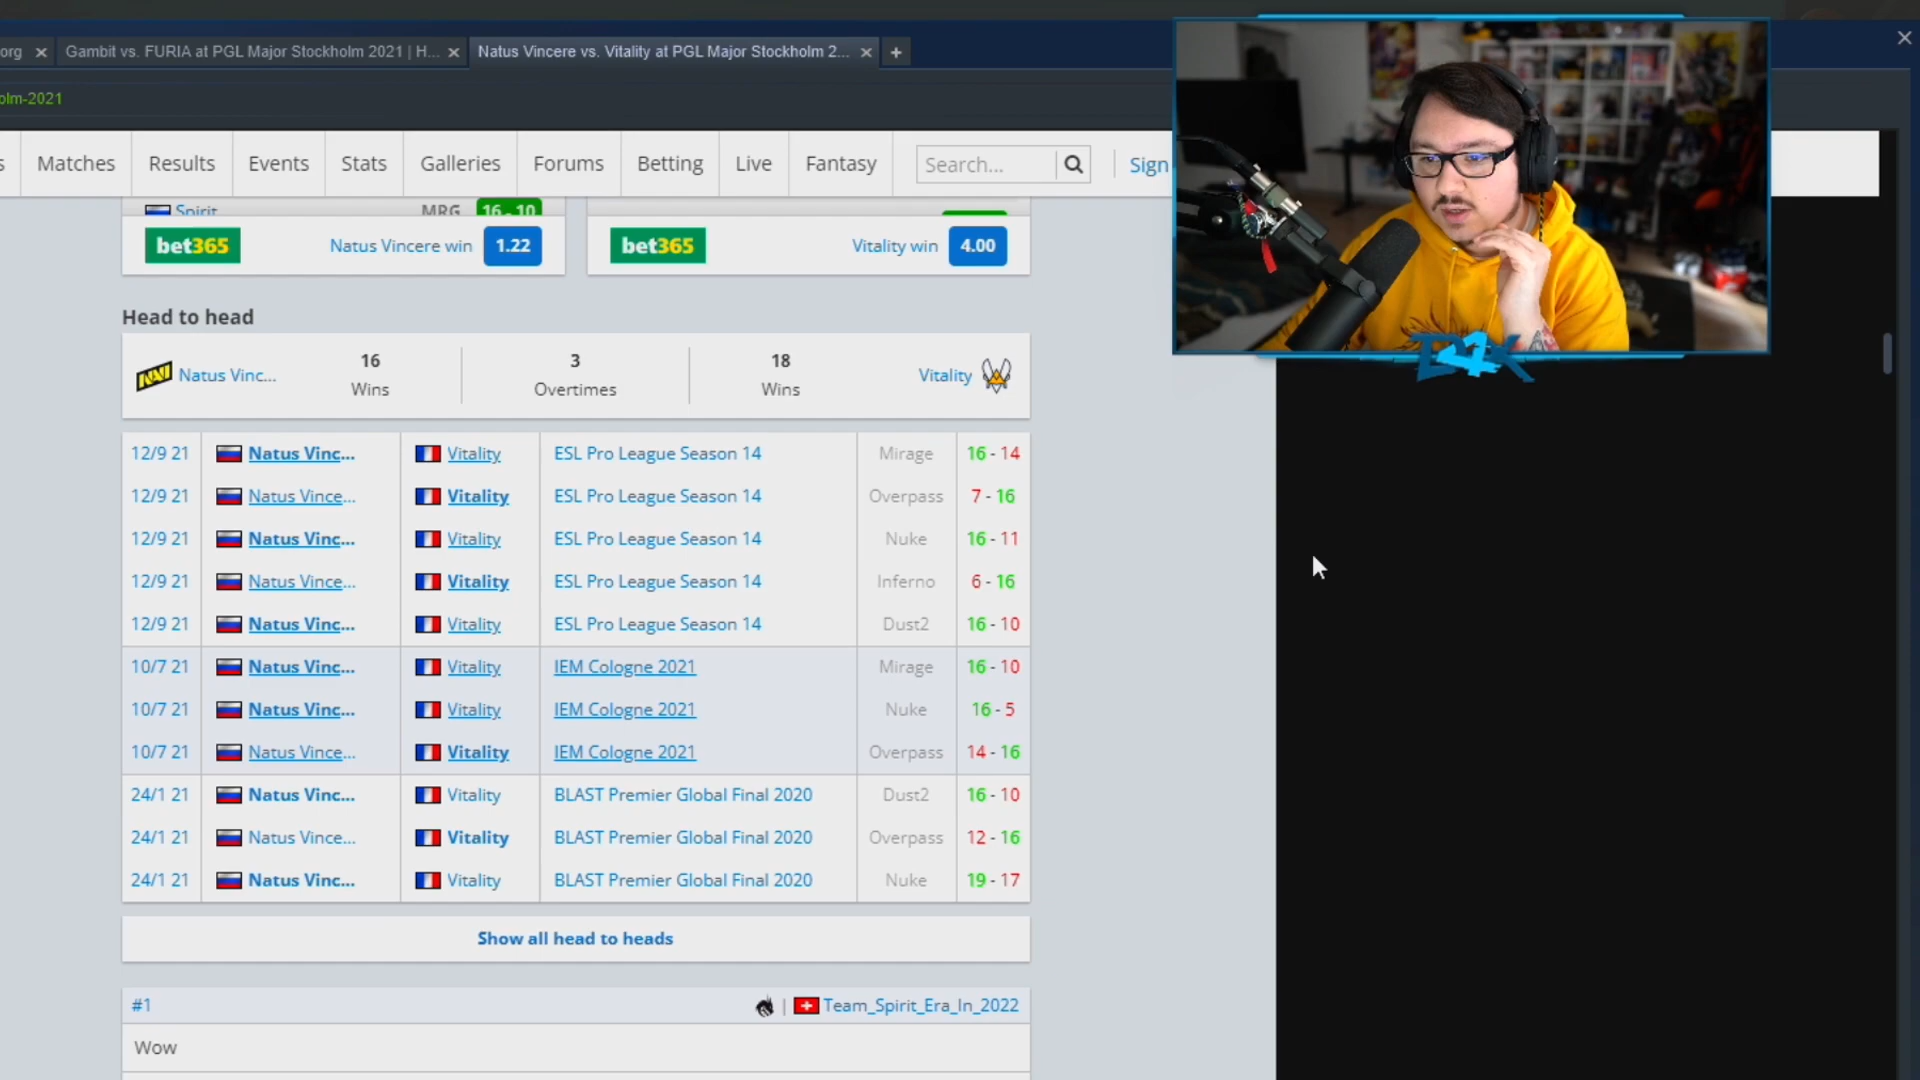 org
Gambit vs. FURIA at PGL Major Stockholm 2021 | H...
Natus Vincere vs. Vitality at PGL Major Stockholm 2...
olm-2021
s Matches Results Events Stats Galleries Forums Betting Live Fantasy Search... Sign
Spirit MRG 16 - 10
bet365 Natus Vincere win 1.22
bet365 Vitality win 4.00
Head to head
Natus Vinc... 16 Wins 3 Overtimes 18 Wins Vitality
12/9 21 Natus Vinc... Vitality ESL Pro League Season 14 Mirage 16 - 14
12/9 21 Natus Vince... Vitality ESL Pro League Season 14 Overpass 7 - 16
12/9 21 Natus Vinc... Vitality ESL Pro League Season 14 Nuke 16 - 11
12/9 21 Natus Vince... Vitality ESL Pro League Season 14 Inferno 6 - 16
12/9 21 Natus Vinc... Vitality ESL Pro League Season 14 Dust2 16 - 10
10/7 21 Natus Vinc... Vitality IEM Cologne 2021 Mirage 16 - 10
10/7 21 Natus Vinc... Vitality IEM Cologne 2021 Nuke 16 - 5
10/7 21 Natus Vince... Vitality IEM Cologne 2021 Overpass 14 - 16
24/1 21 Natus Vinc... Vitality BLAST Premier Global Final 2020 Dust2 16 - 10
24/1 21 Natus Vince... Vitality BLAST Premier Global Final 2020 Overpass 12 - 16
24/1 21 Natus Vinc... Vitality BLAST Premier Global Final 2020 Nuke 19 - 17
Show all head to heads
#1 | Team_Spirit_Era_In_2022
Wow